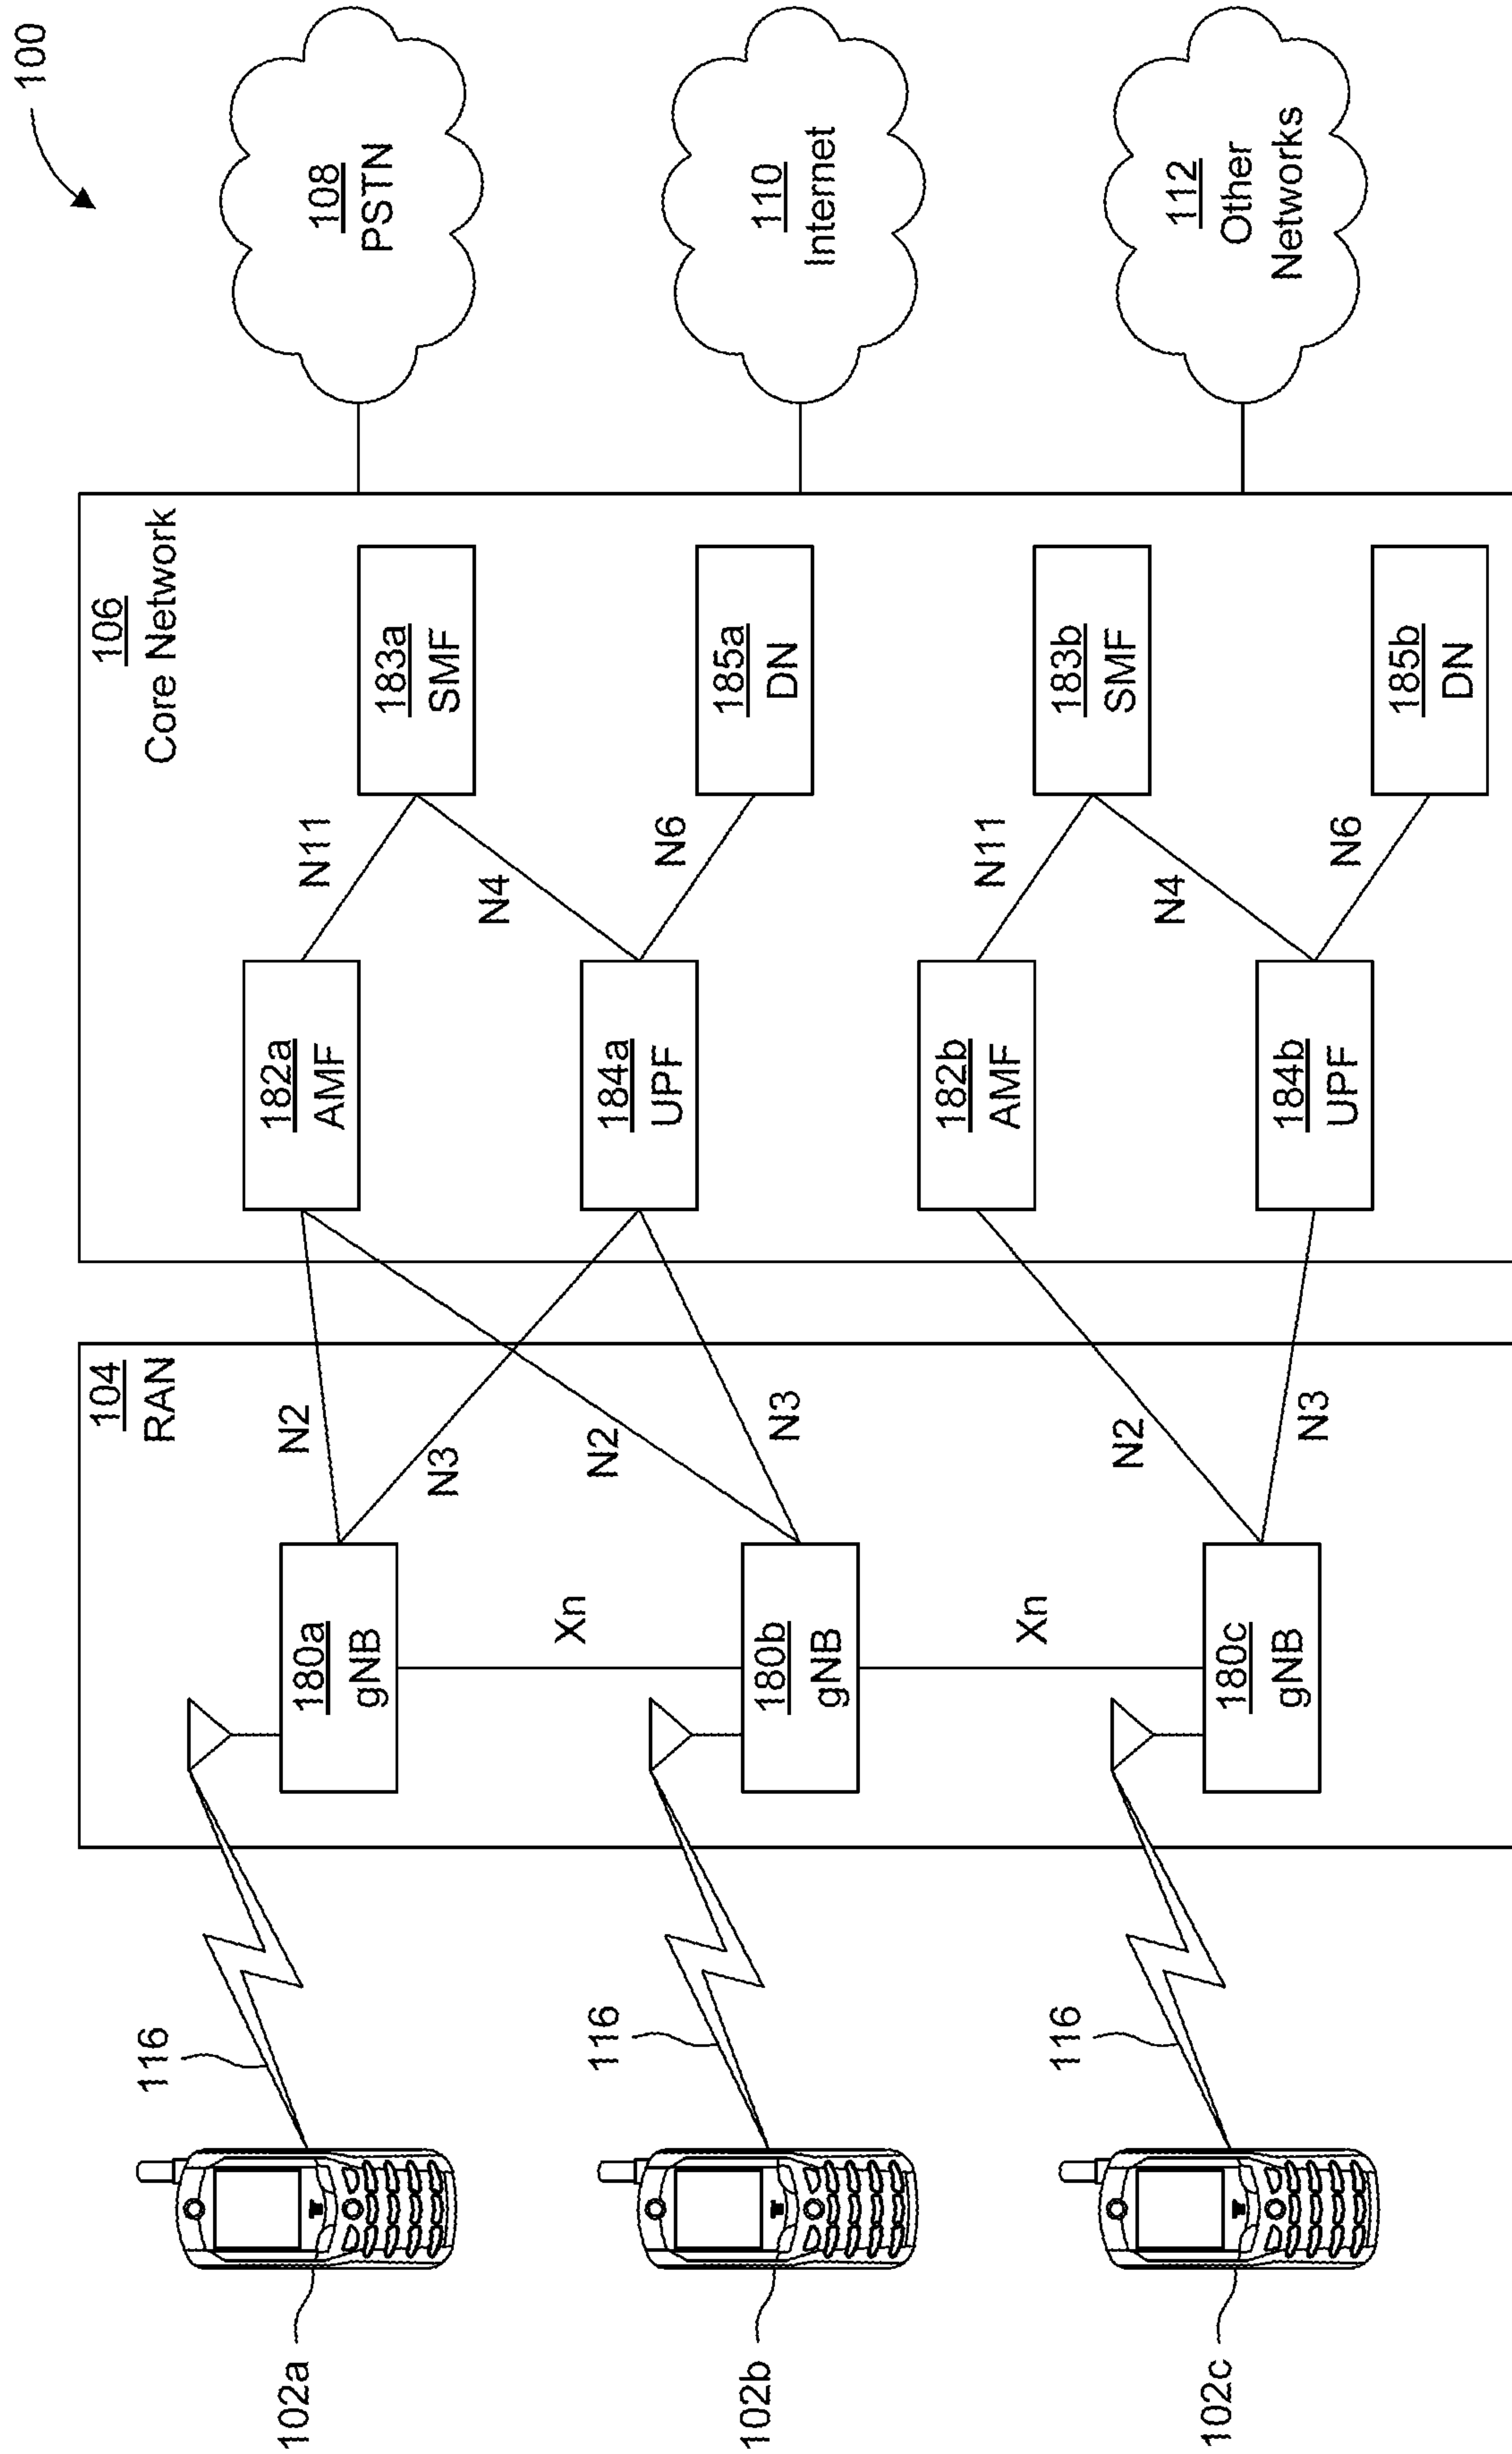 100
102a
116
102b
116
102c
116
104
RAN
180a
gNB
Xn
180b
gNB
Xn
180c
gNB
N2
N3
N2
N3
N2
N3
106
Core Network
182a
AMF
184a
UPF
182b
AMF
184b
UPF
N11
N4
N6
N11
N4
N6
183a
SMF
185a
DN
183b
SMF
185b
DN
108
PSTN
110
Internet
112
Other
Networks